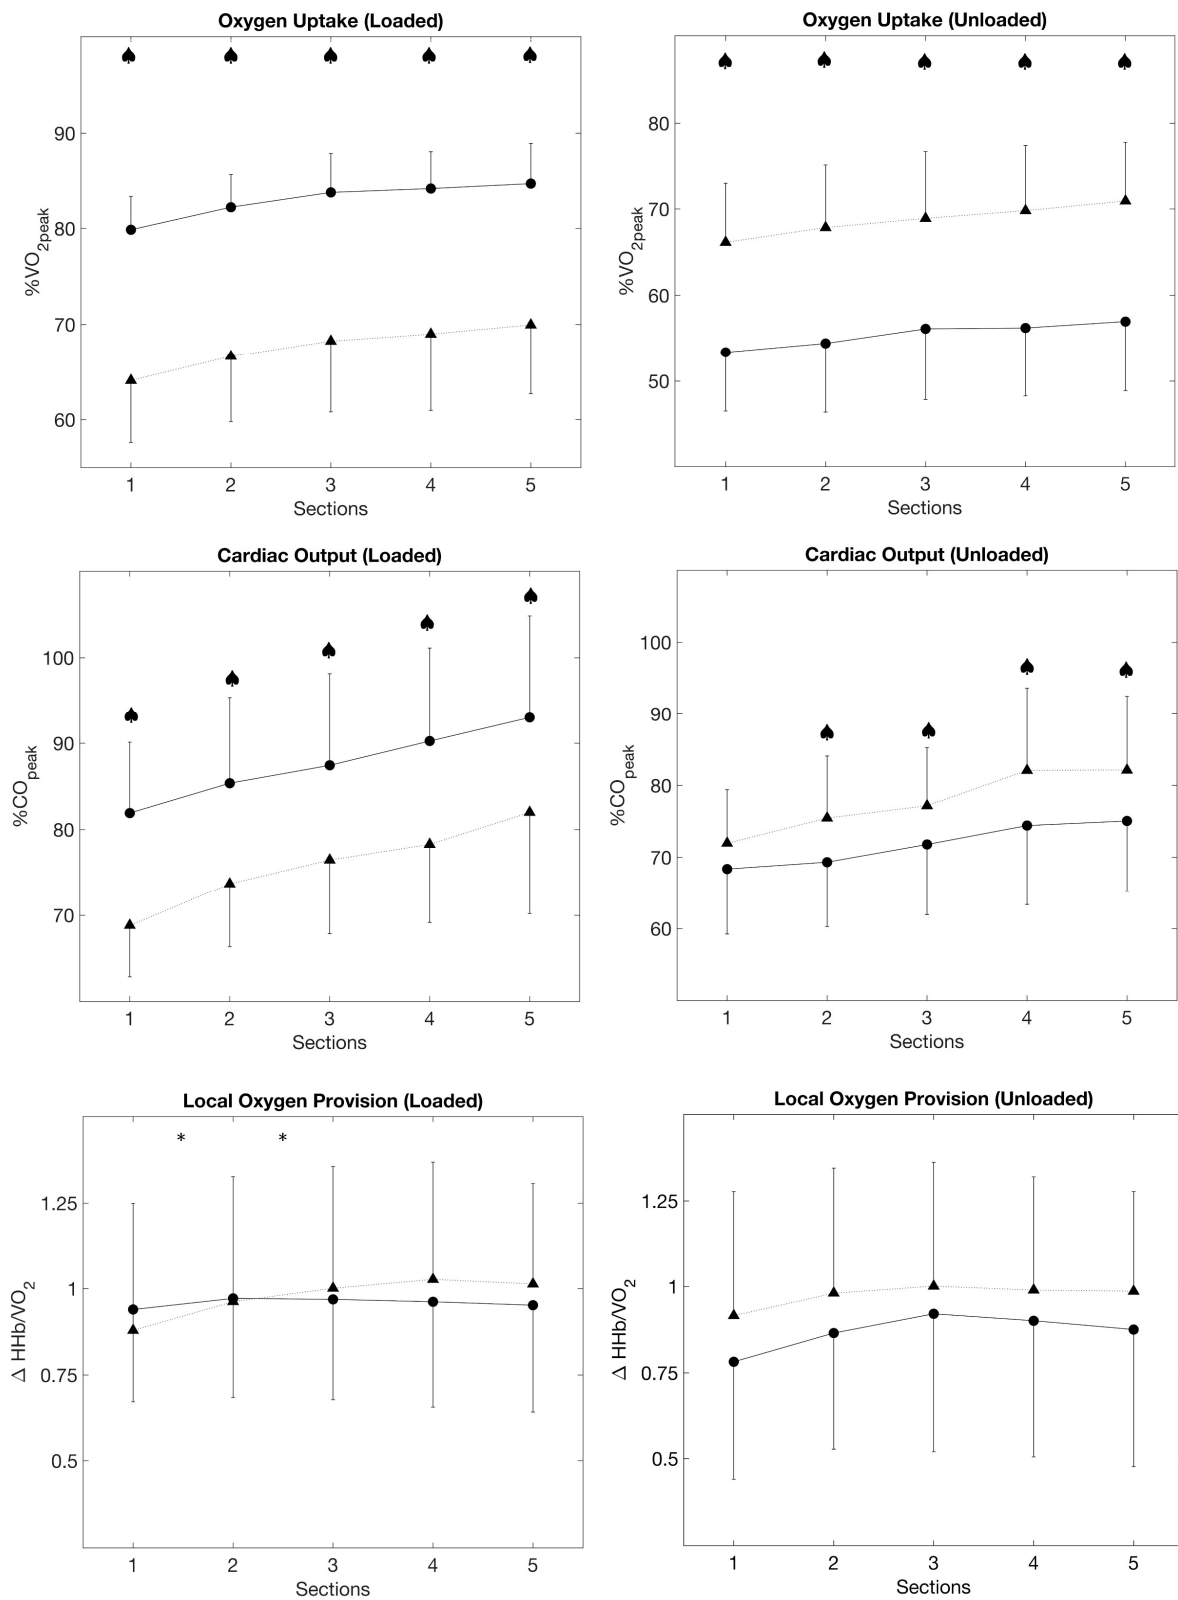 Oxygen Uptake (Loaded)
%VO2peak
90
80
70
60
1 2 3 4 5
Sections
Oxygen Uptake (Unloaded)
%VO2peak
80
70
60
50
1 2 3 4 5
Sections
Cardiac Output (Loaded)
%COpeak
100
90
80
70
1 2 3 4 5
Sections
Cardiac Output (Unloaded)
%COpeak
100
90
80
70
60
1 2 3 4 5
Sections
Local Oxygen Provision (Loaded)
* *
Δ HHb/VO2
1.25
1
0.75
0.5
1 2 3 4 5
Sections
Local Oxygen Provision (Unloaded)
Δ HHb/VO2
1.25
1
0.75
0.5
1 2 3 4 5
Sections